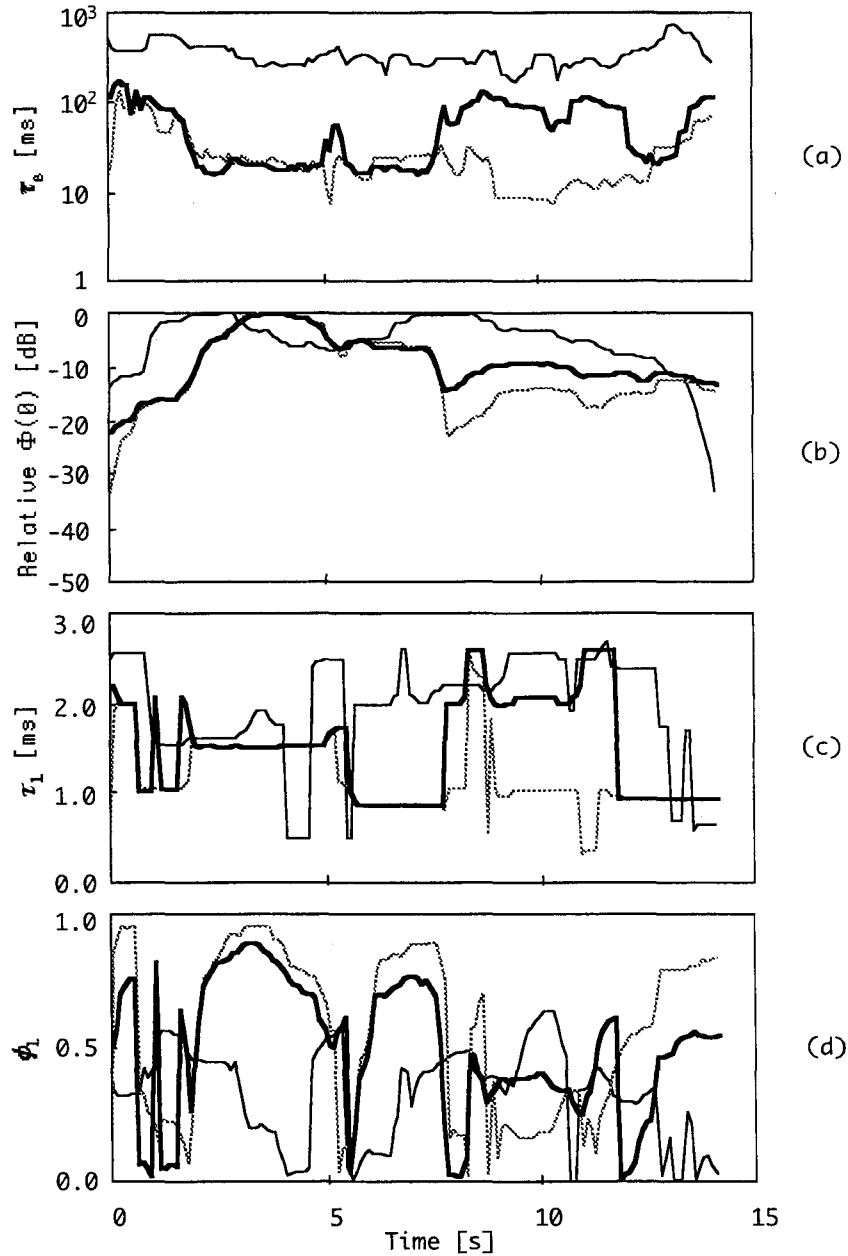 10³
10²
10
1
τₑ [ms]
(a)
0
-10
-20
-30
-40
-50
Relative Φ(0) [dB]
(b)
3.0
2.0
1.0
0.0
τ₁ [ms]
(c)
1.0
0.5
0.0
ϕ₁
(d)
0 5 10 15
Time [s]